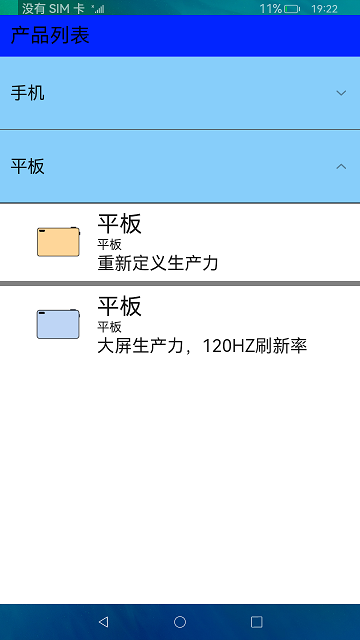 没有 SIM 卡 11% 19:22
产品列表
手机
平板
平板
平板
重新定义生产力
平板
平板
大屏生产力，120HZ刷新率